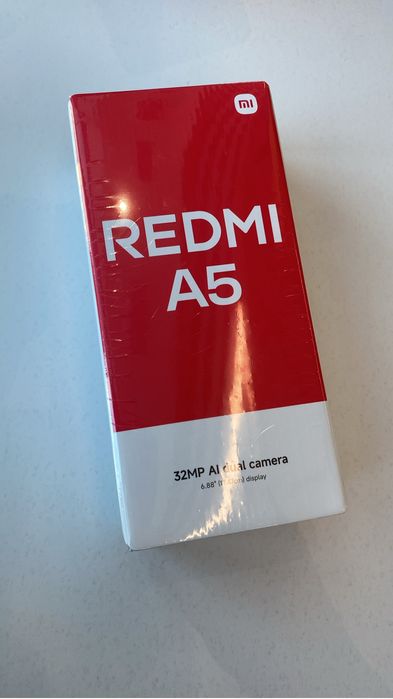 mi
REDMI
A5
32MP AI dual camera
6.88" display